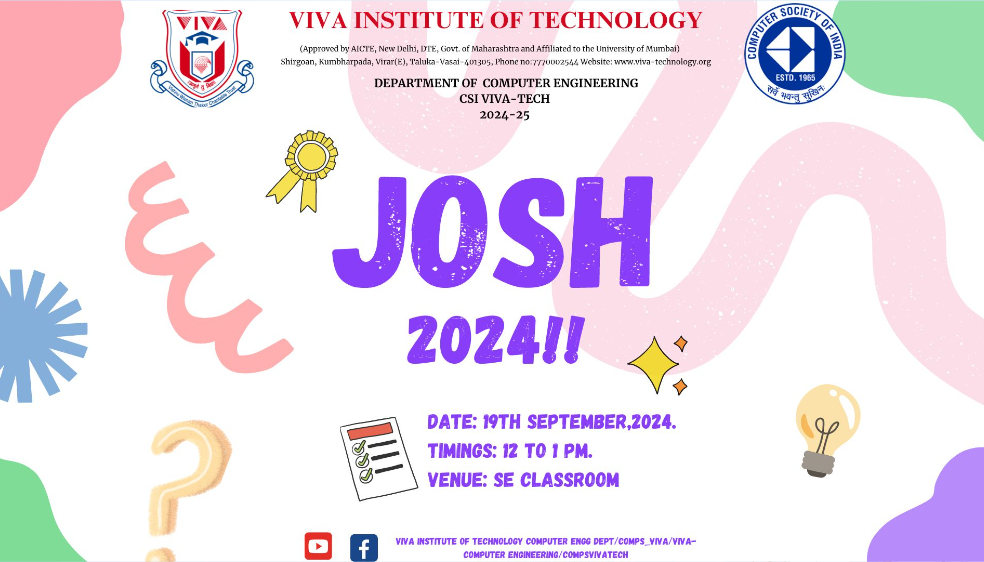 VIVA INSTITUTE OF TECHNOLOGY
(Approved by AICTE, New Delhi, DTE, Govt. of Maharashtra and Affiliated to the University of Mumbai)
Shirgoan, Kumbharpada, Virar(E), Taluka-Vasai-401305, Phone no:7770002544 Website: www.viva-technology.org
DEPARTMENT OF COMPUTER ENGINEERING
CSI VIVA-TECH
2024-25
VIVA
COMPUTER SOCIETY OF INDIA
ESTD. 1965
सर्वे भवन्तु सुखिनः
JOSH
2024!!
DATE: 19TH SEPTEMBER,2024.
TIMINGS: 12 TO 1 PM.
VENUE: SE CLASSROOM
VIVA INSTITUTE OF TECHNOLOGY COMPUTER ENGG DEPT/COMPS_VIVA/VIVA-
COMPUTER ENGINEERING/COMPSVIVATECH